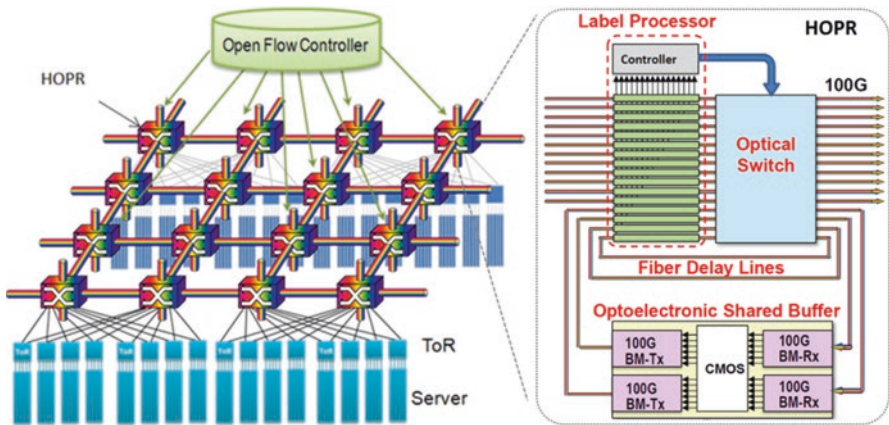 Open Flow Controller
HOPR
ToR
ToR
ToR
ToR
ToR
Server
Label Processor
HOPR
Controller
100G
Optical
Switch
Fiber Delay Lines
Optoelectronic Shared Buffer
100G
BM-Tx
CMOS
100G
BM-Rx
100G
BM-Tx
100G
BM-Rx